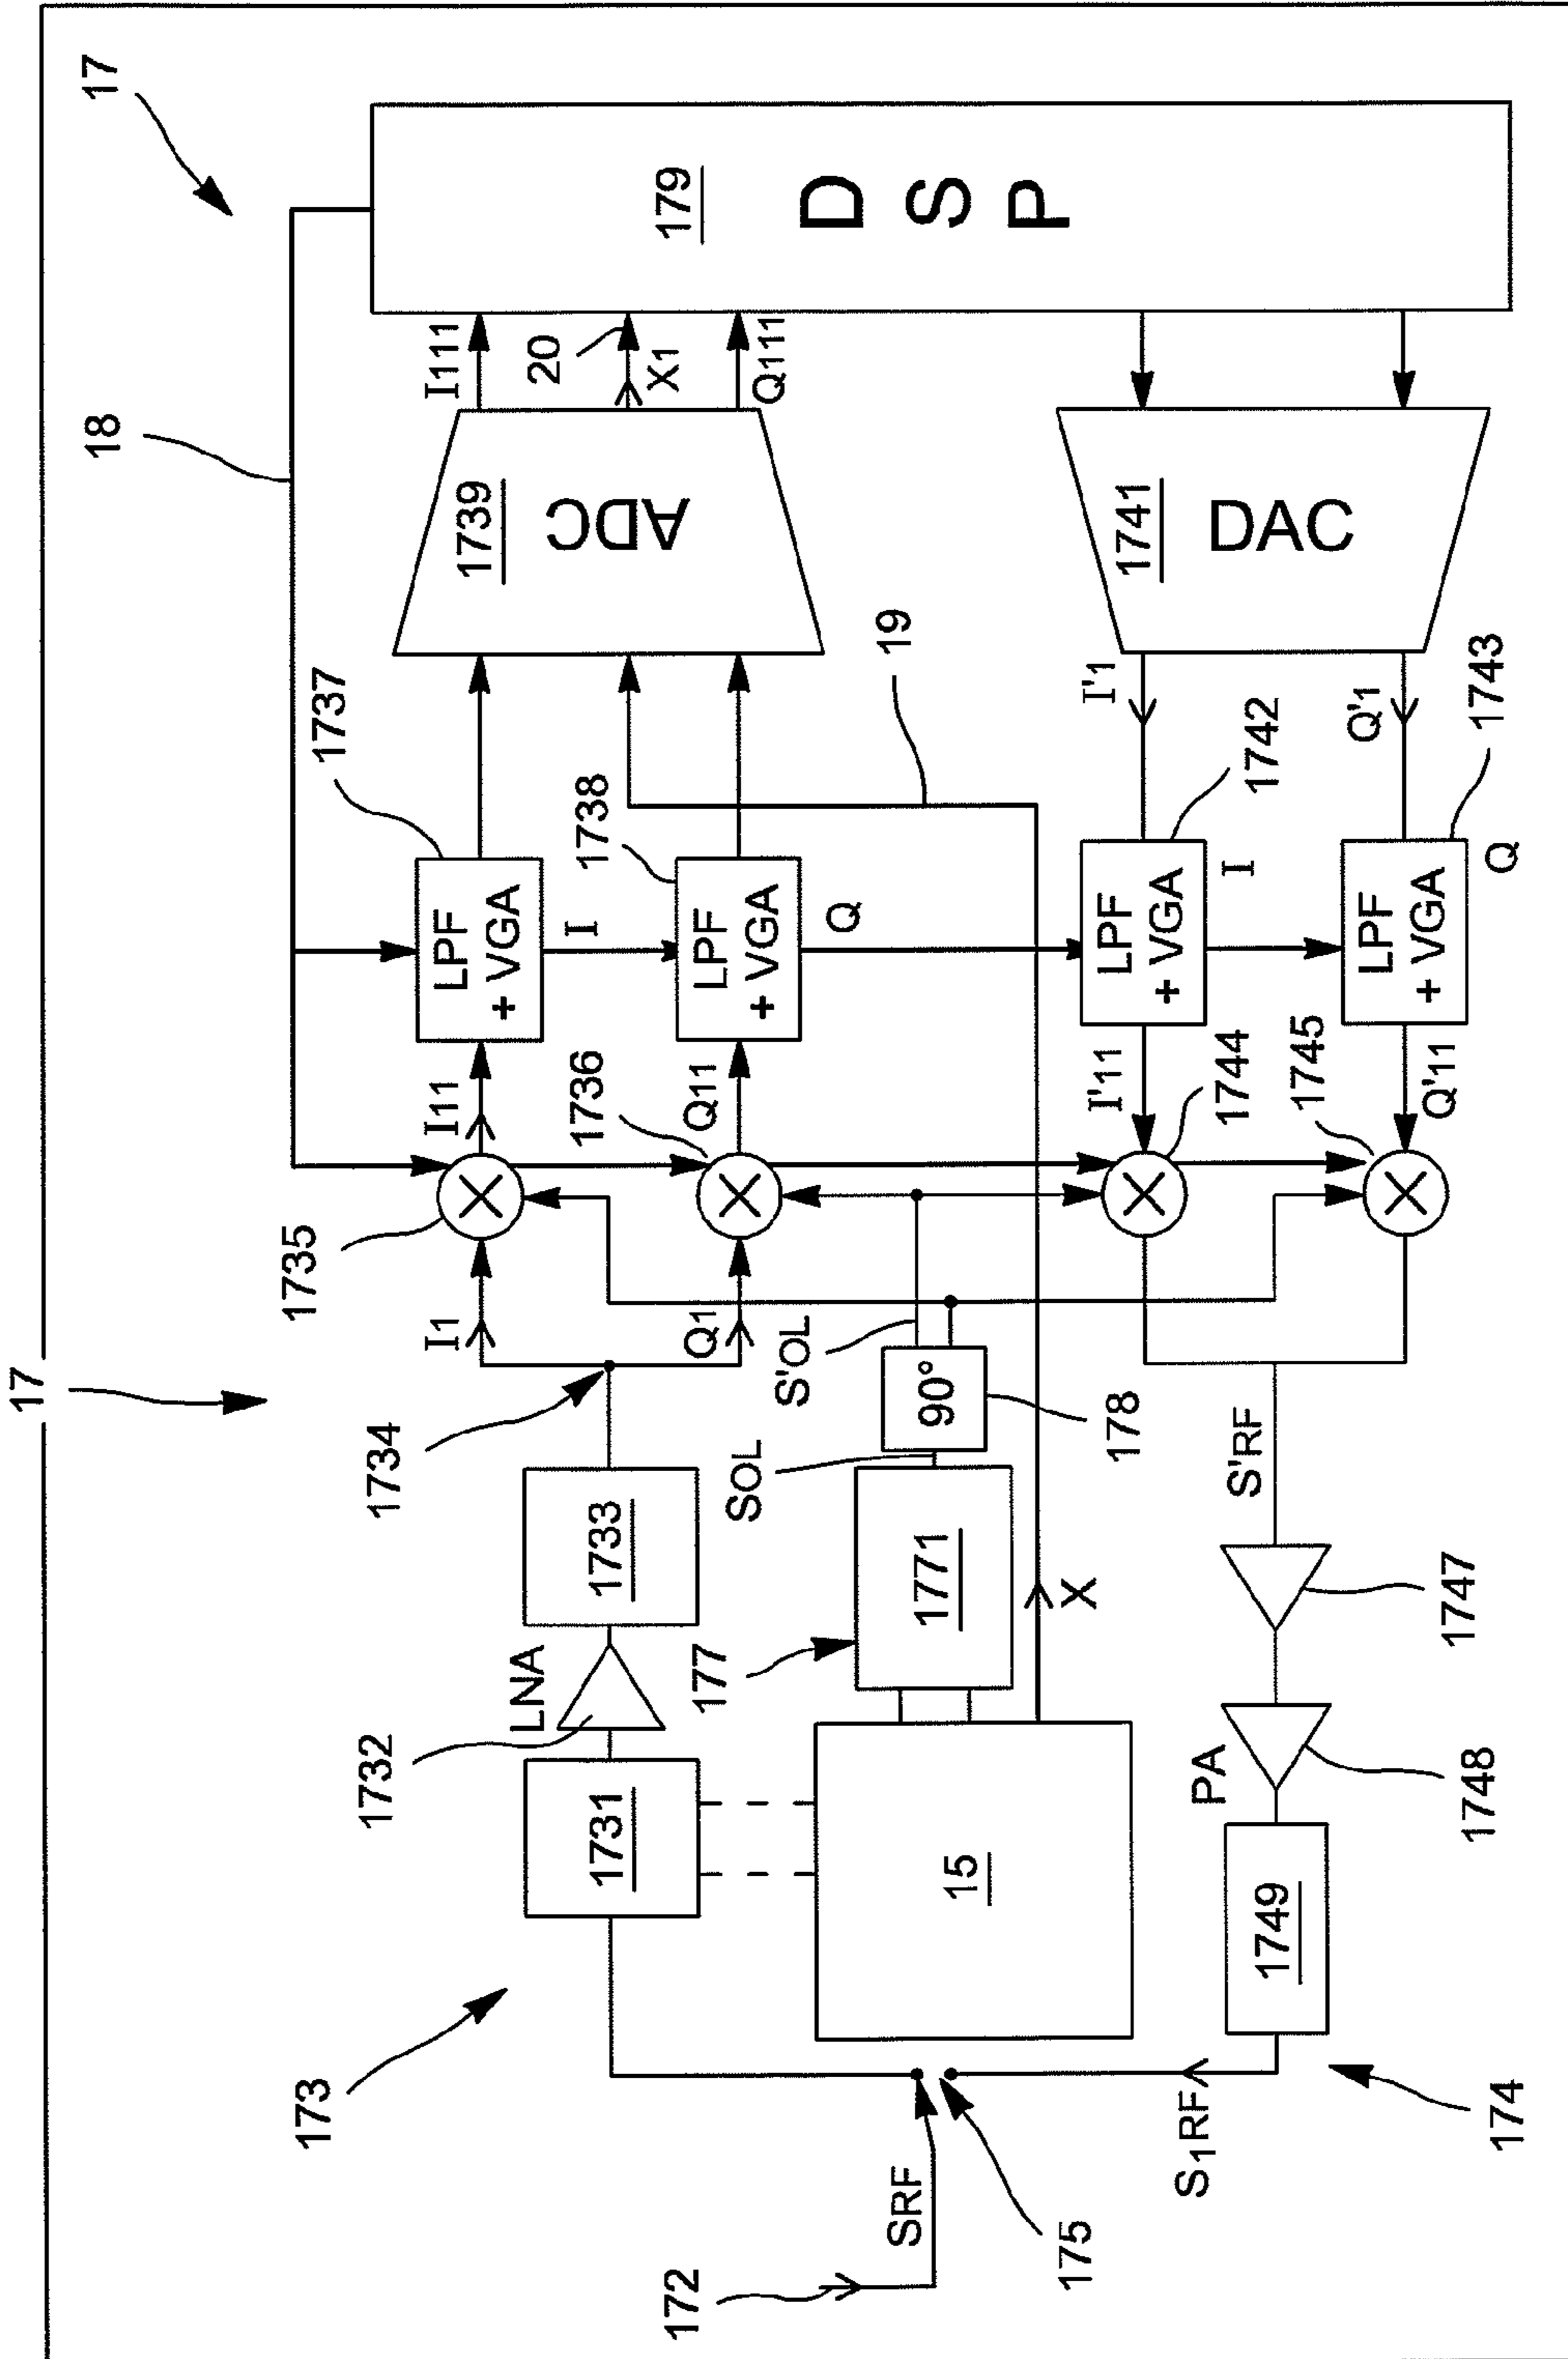 17
17
18
173
172
SRF
175
S1RF
174
1731
1732
LNA
1733
1734
I1
Q1
1735
1736
I11
Q11
LPF
+ VGA
1737
I
LPF
+ VGA
1738
Q
1739
ADC
I111
20
X1
Q111
179
D
S
P
15
177
1771
SOL
S'OL
90°
178
X
19
1741
DAC
I'1
Q'1
LPF
+ VGA
1742
I
LPF
+ VGA
1743
Q
I'11
1744
Q'11
1745
S'RF
1747
PA
1748
1749